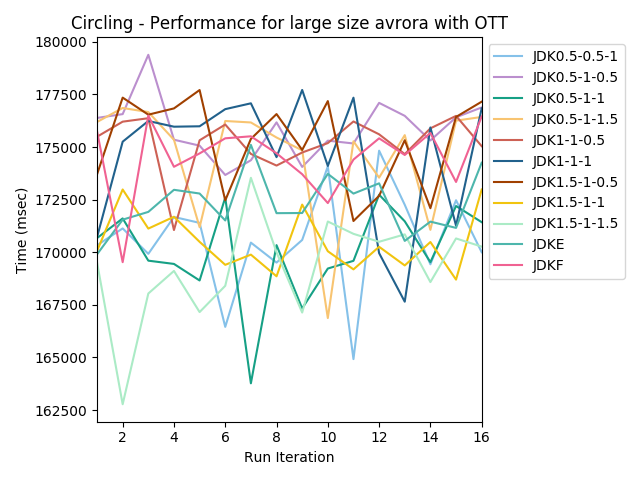 Circling - Performance for large size avrora with OTT
180000
177500
175000
172500
170000
167500
165000
162500
Time (msec)
2
4
6
8
10
12
14
16
Run Iteration
JDK0.5-0.5-1
JDK0.5-1-0.5
JDK0.5-1-1
JDK0.5-1-1.5
JDK1-1-0.5
JDK1-1-1
JDK1.5-1-0.5
JDK1.5-1-1
JDK1.5-1-1.5
JDKE
JDKF